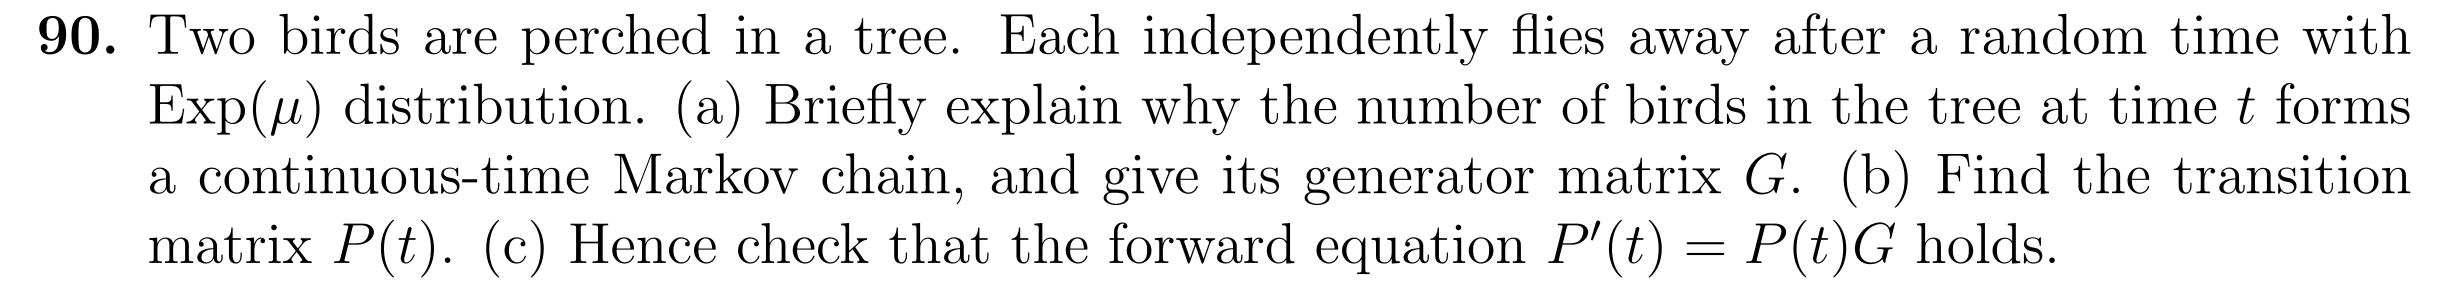 90. Two birds are perched in a tree. Each independently flies away after a random time with
Exp(μ) distribution. (a) Briefly explain why the number of birds in the tree at time t forms
a continuous-time Markov chain, and give its generator matrix G. (b) Find the transition
matrix P(t). (c) Hence check that the forward equation P′(t) = P(t)G holds.